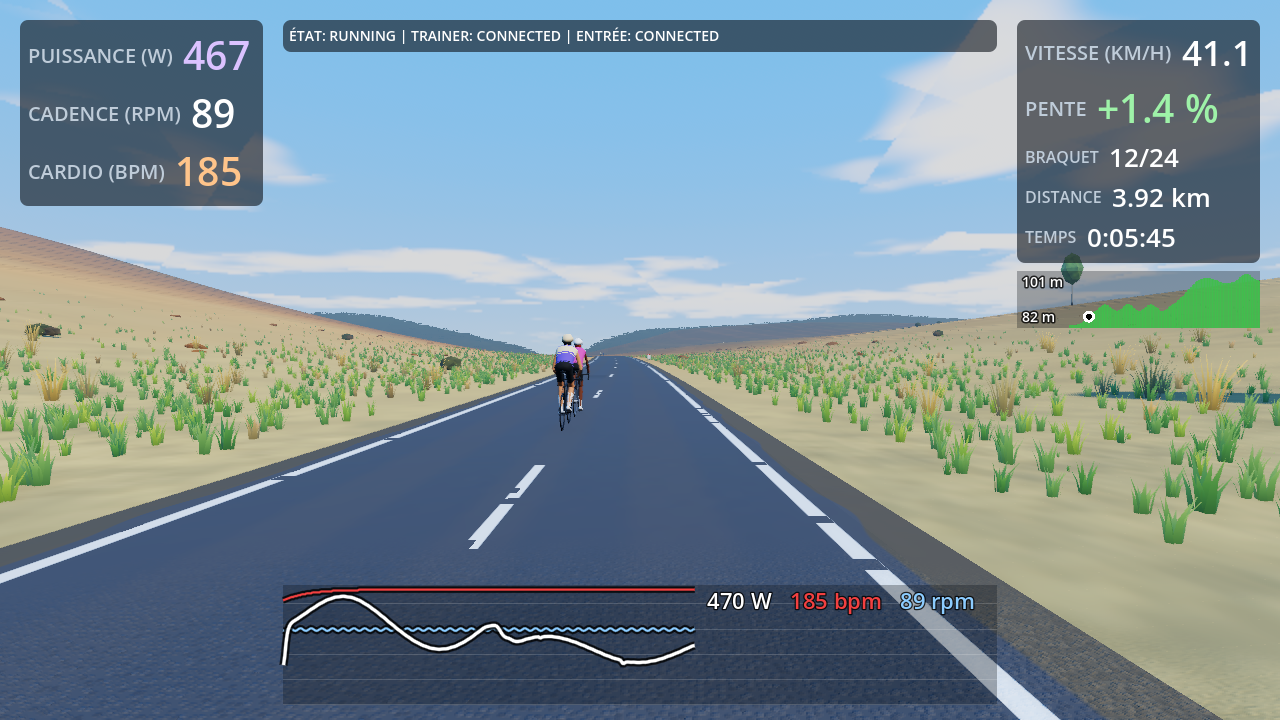 PUISSANCE (W) 467
CADENCE (RPM) 89
CARDIO (BPM) 185
ÉTAT: RUNNING | TRAINER: CONNECTED | ENTRÉE: CONNECTED
VITESSE (KM/H) 41.1
PENTE +1.4 %
BRAQUET 12/24
DISTANCE 3.92 km
TEMPS 0:05:45
101 m
82 m
470 W 185 bpm 89 rpm